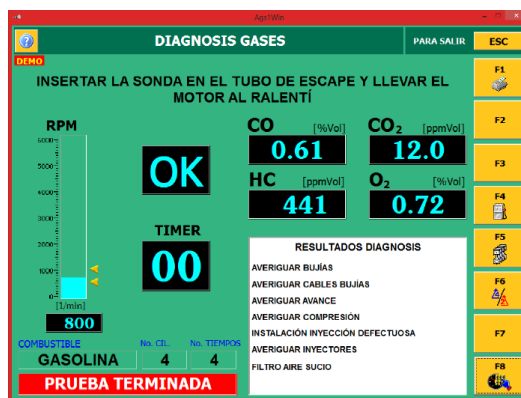 Ags1Win
DIAGNOSIS GASES
PARA SALIR
ESC
DEMO
INSERTAR LA SONDA EN EL TUBO DE ESCAPE Y LLEVAR EL
MOTOR AL RALENTÍ
F1
F2
F3
F4
F5
F6
F7
F8
RPM
6000
5000
4000
3000
2000
1000
0
[1/min]
800
OK
TIMER
00
CO [%Vol]
0.61
CO2 [ppmVol]
12.0
HC [ppmVol]
441
O2 [%Vol]
0.72
RESULTADOS DIAGNOSIS
AVERIGUAR BUJÍAS
AVERIGUAR CABLES BUJÍAS
AVERIGUAR AVANCE
AVERIGUAR COMPRESIÓN
INSTALACIÓN INYECCIÓN DEFECTUOSA
AVERIGUAR INYECTORES
FILTRO AIRE SUCIO
COMBUSTIBLE
No. CIL.
No. TIEMPOS
GASOLINA
4
4
PRUEBA TERMINADA